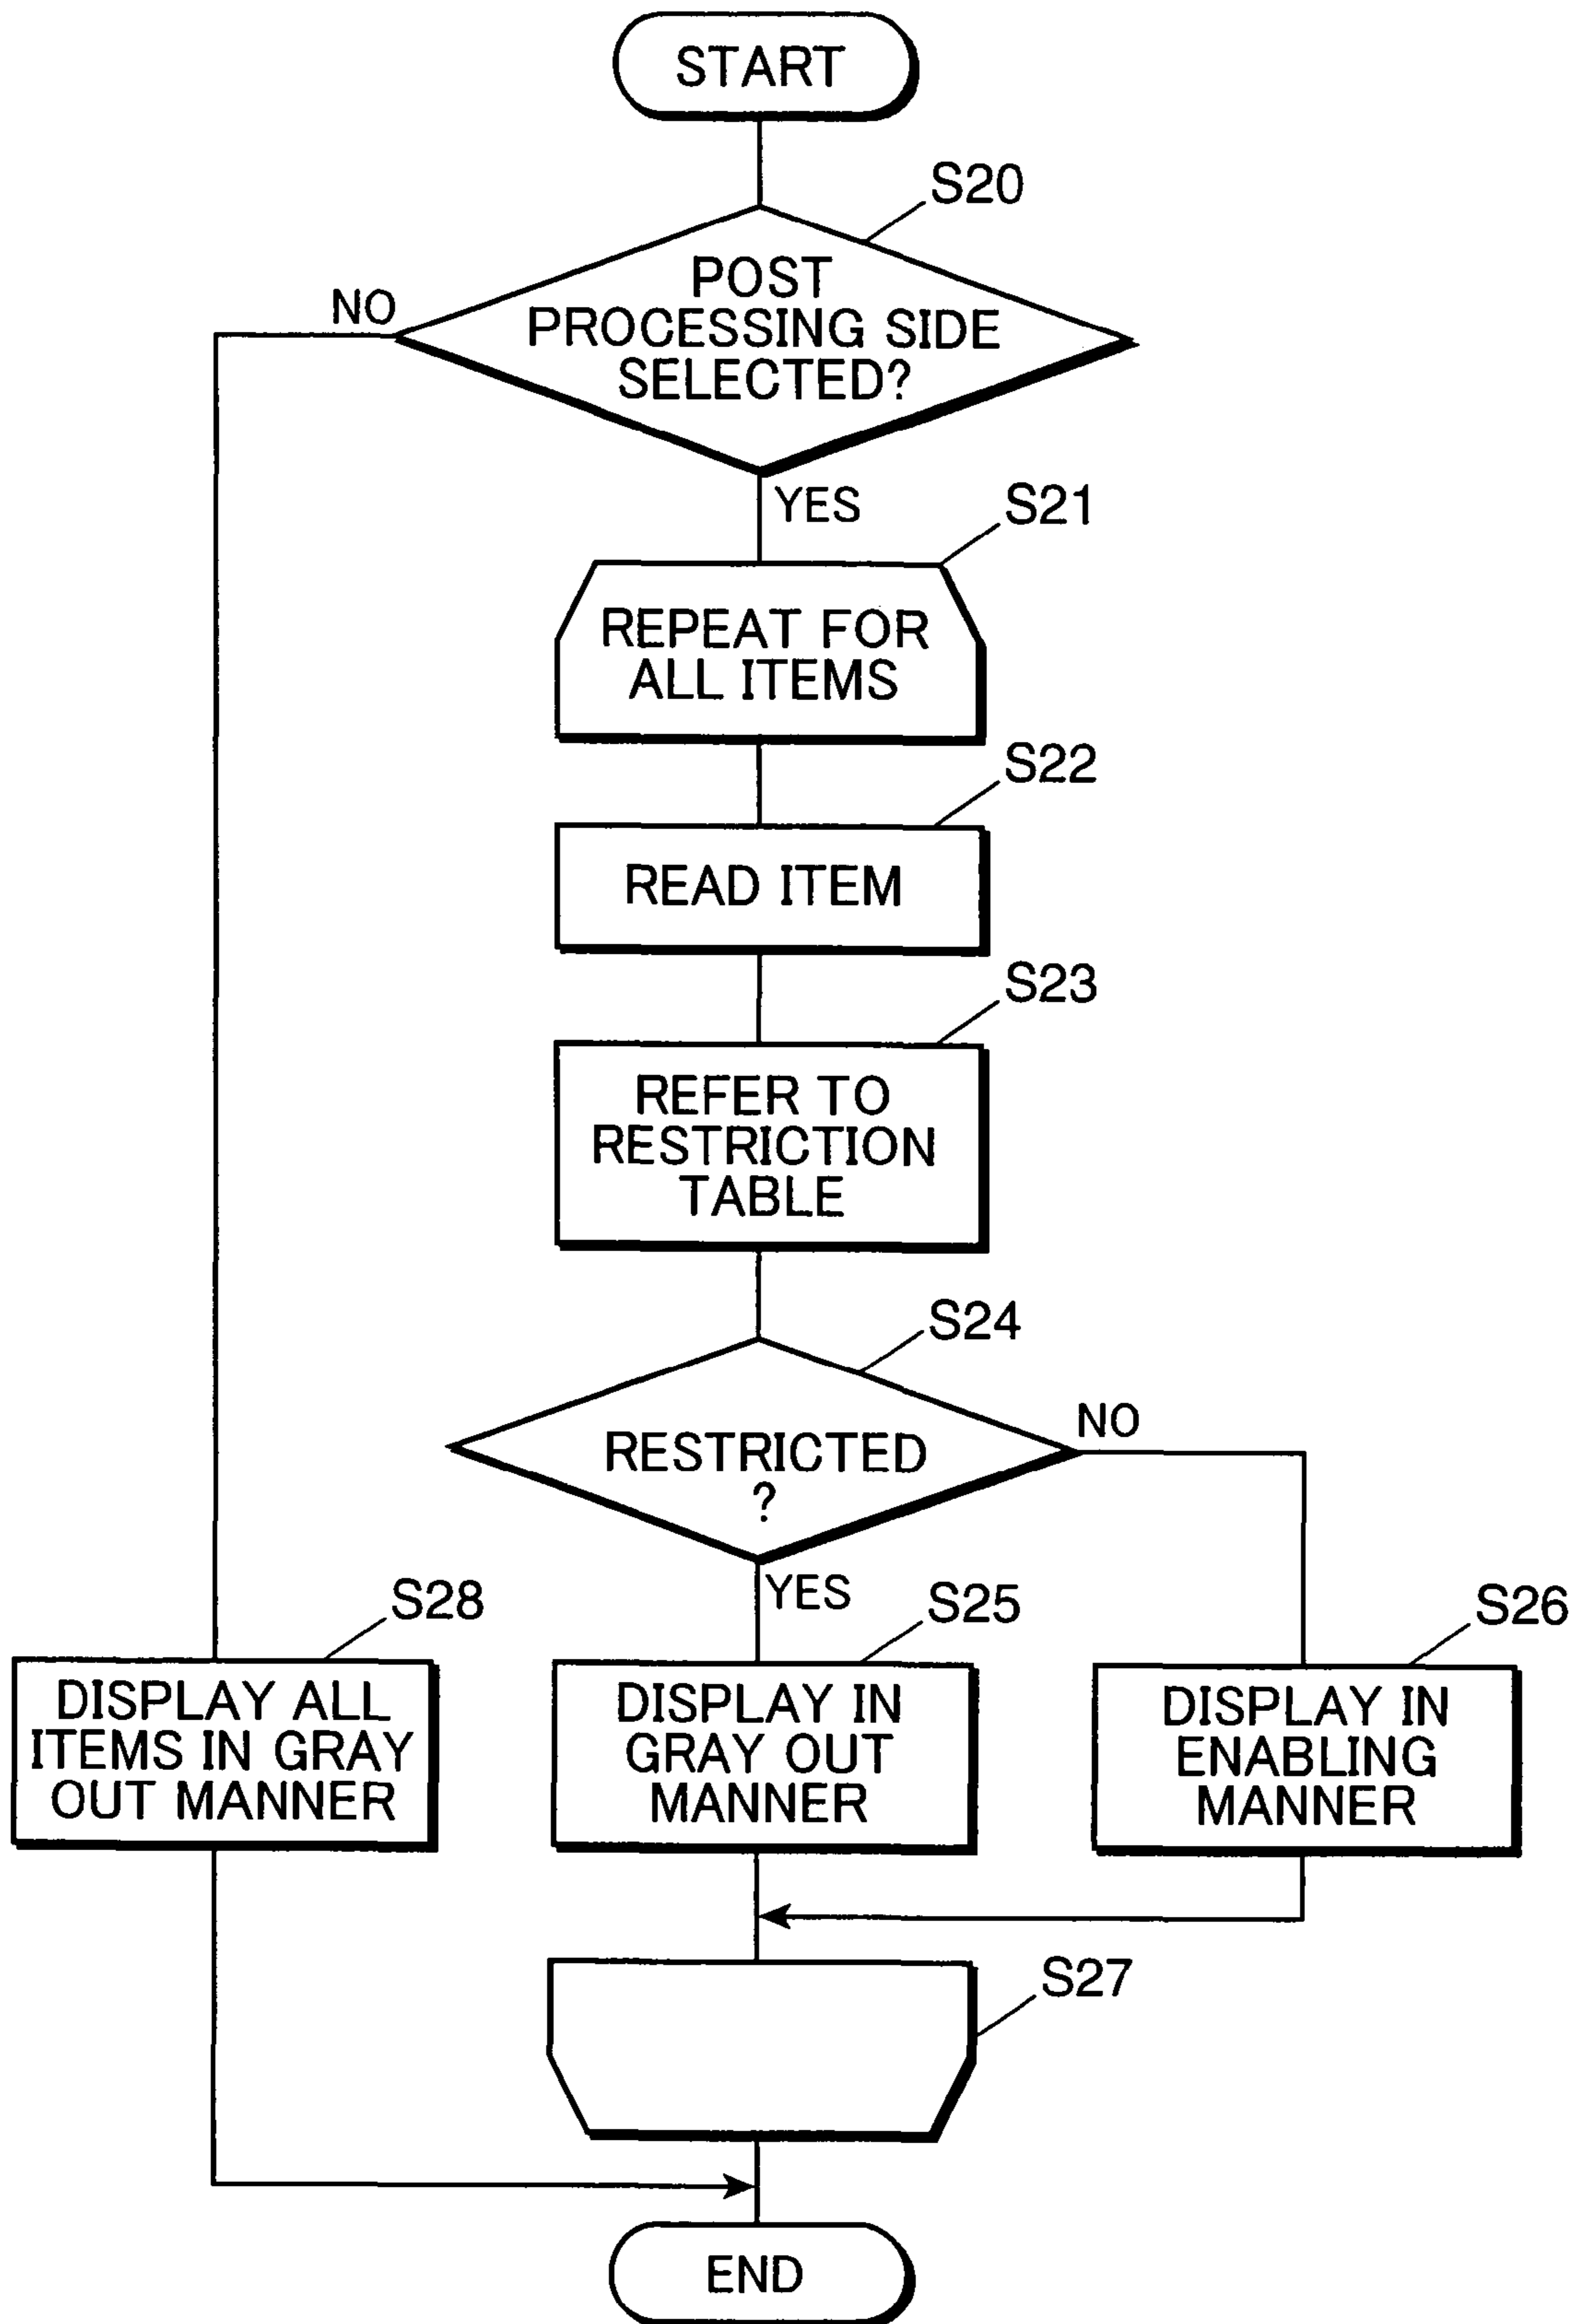 START
S20
POST
PROCESSING SIDE
SELECTED?
NO
YES
S21
REPEAT FOR
ALL ITEMS
S22
READ ITEM
S23
REFER TO
RESTRICTION
TABLE
S24
RESTRICTED
?
NO
YES
S28
DISPLAY ALL
ITEMS IN GRAY
OUT MANNER
S25
DISPLAY IN
GRAY OUT
MANNER
S26
DISPLAY IN
ENABLING
MANNER
S27
END